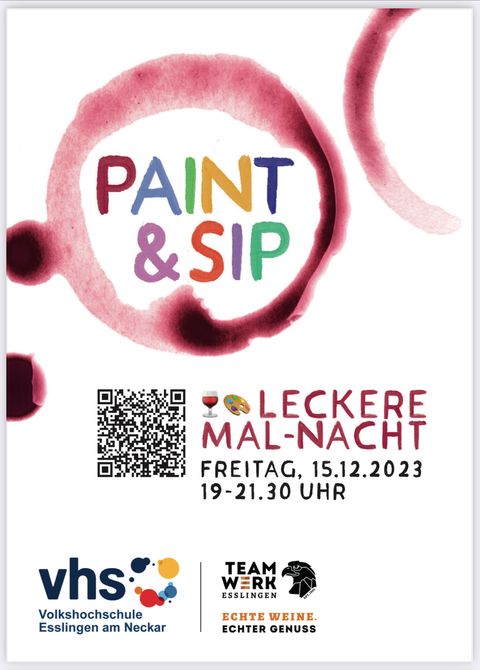 PAINT
& SIP
LECKERE
MAL-NACHT
FREITAG, 15.12.2023
19-21.30 UHR
vhs
Volkshochschule
Esslingen am Neckar
TEAM
WERK
ESSLINGEN
ECHTE WEINE.
ECHTER GENUSS